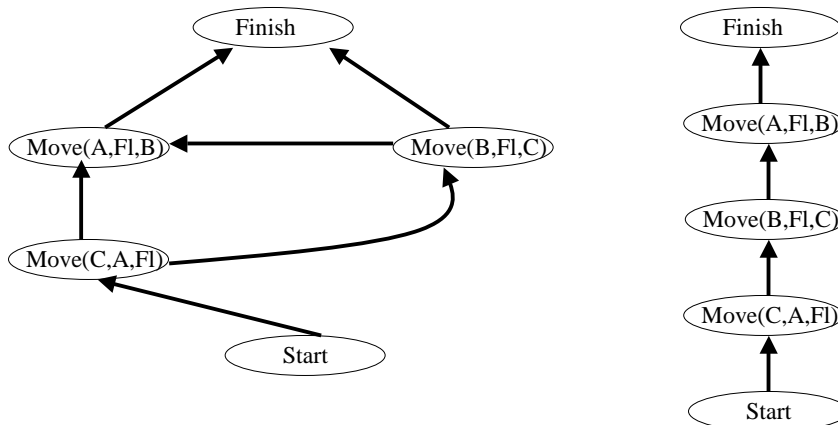 Finish
Move(A,Fl,B)
Move(B,Fl,C)
Move(C,A,Fl)
Start
Finish
Move(A,Fl,B)
Move(B,Fl,C)
Move(C,A,Fl)
Start